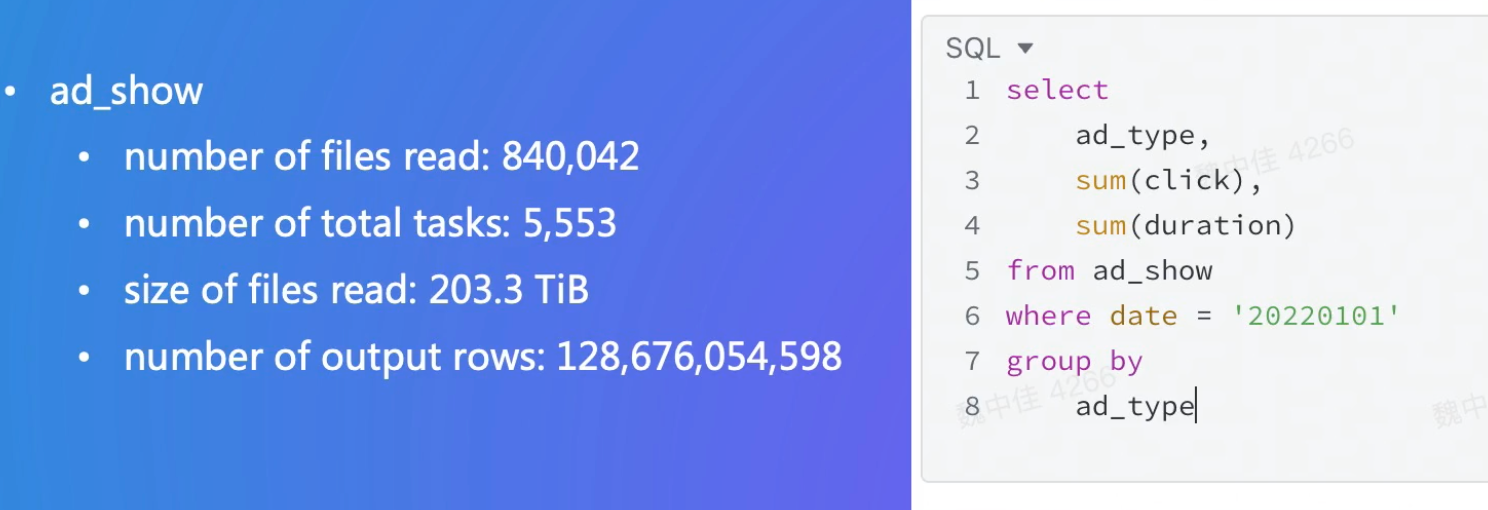 • ad_show
• number of files read: 840,042
• number of total tasks: 5,553
• size of files read: 203.3 TiB
• number of output rows: 128,676,054,598
SQL
1 select
2 ad_type,
3 sum(click),
4 sum(duration)
5 from ad_show
6 where date = '20220101'
7 group by
8 ad_type
魏中佳 4266
魏中佳 4266
魏中